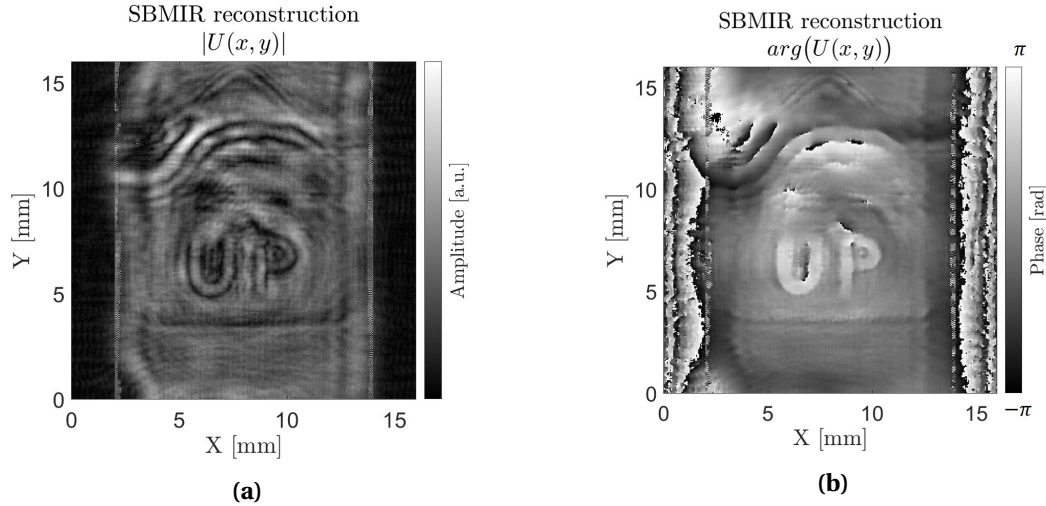 SBMIR reconstruction
|U(x, y)|
15
10
5
0
0 5 10 15
Y [mm]
X [mm]
Amplitude [a.u.]
UP
(a)
SBMIR reconstruction
arg(U(x, y))
π
15
10
5
0
0 5 10 15
Y [mm]
X [mm]
Phase [rad]
−π
UP
(b)